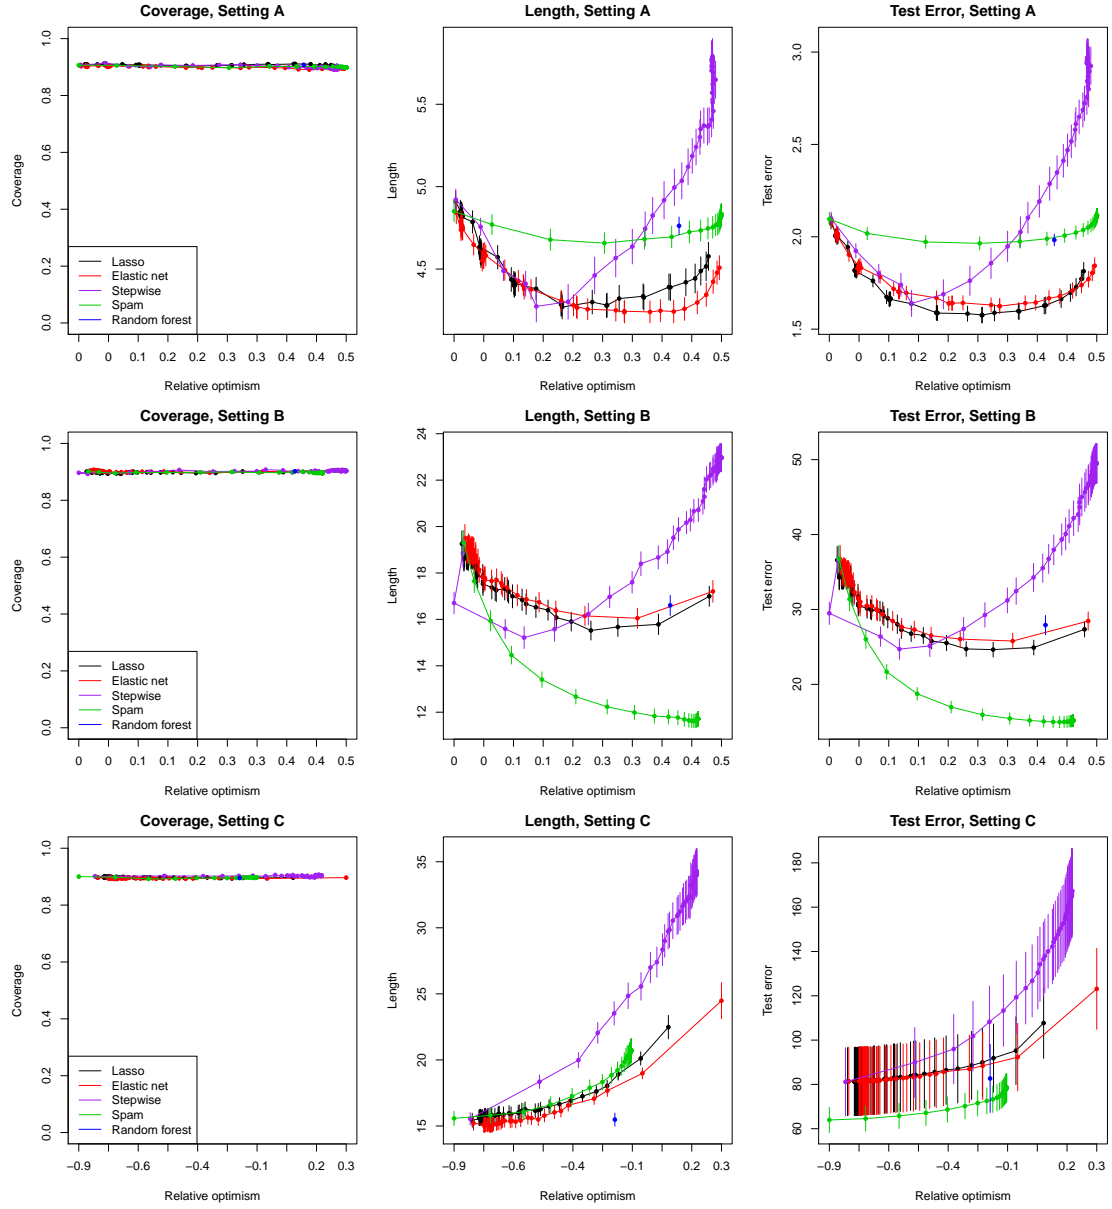 Coverage, Setting A
Coverage
1.0
0.8
0.6
0.4
0.2
0.0
Lasso
Elastic net
Stepwise
Spam
Random forest
0 0 0.1 0.1 0.2 0.2 0.3 0.4 0.4 0.5
Relative optimism
Length, Setting A
Length
5.5
5.0
4.5
0 0 0.1 0.1 0.2 0.2 0.3 0.4 0.4 0.5
Relative optimism
Test Error, Setting A
Test error
3.0
2.5
2.0
1.5
0 0 0.1 0.1 0.2 0.2 0.3 0.4 0.4 0.5
Relative optimism
Coverage, Setting B
Coverage
1.0
0.8
0.6
0.4
0.2
0.0
Lasso
Elastic net
Stepwise
Spam
Random forest
0 0 0.1 0.1 0.2 0.2 0.3 0.4 0.4 0.5
Relative optimism
Length, Setting B
Length
24
22
20
18
16
14
12
0 0 0.1 0.1 0.2 0.2 0.3 0.4 0.4 0.5
Relative optimism
Test Error, Setting B
Test error
50
40
30
20
0 0 0.1 0.1 0.2 0.2 0.3 0.4 0.4 0.5
Relative optimism
Coverage, Setting C
Coverage
1.0
0.8
0.6
0.4
0.2
0.0
Lasso
Elastic net
Stepwise
Spam
Random forest
−0.9 −0.6 −0.4 −0.1 0.2 0.3
Relative optimism
Length, Setting C
Length
35
30
25
20
15
−0.9 −0.6 −0.4 −0.1 0.2 0.3
Relative optimism
Test Error, Setting C
Test error
180
160
140
120
100
80
60
−0.9 −0.6 −0.4 −0.1 0.2 0.3
Relative optimism